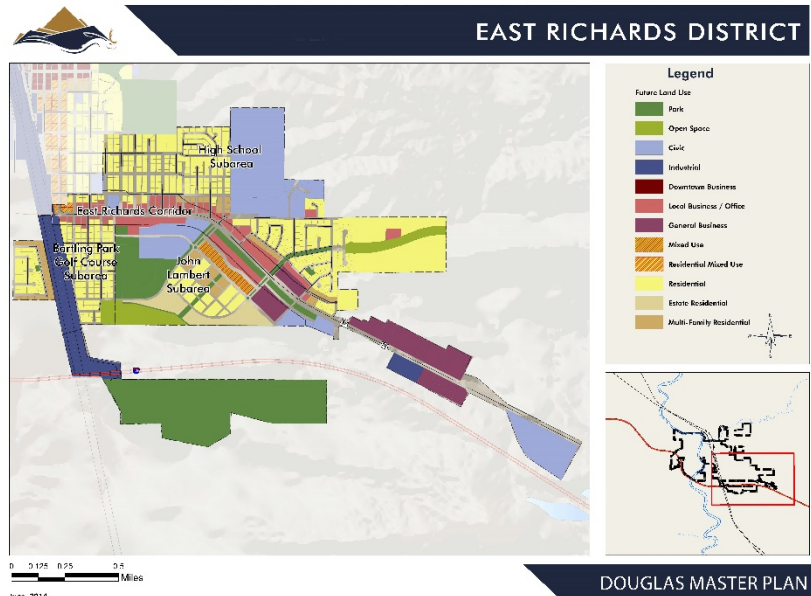 EAST RICHARDS DISTRICT
High School
Subarea
East Richards Corridor
Bartling Park
Golf Course
Subarea
John
Lambert
Subarea
Legend
Future Land Use
Park
Open Space
Civic
Industrial
Downtown Business
Local Business / Office
General Business
Mixed Use
Residential Mixed Use
Residential
Estate Residential
Multi-Family Residential
0 0.125 0.25 0.5
Miles
DOUGLAS MASTER PLAN